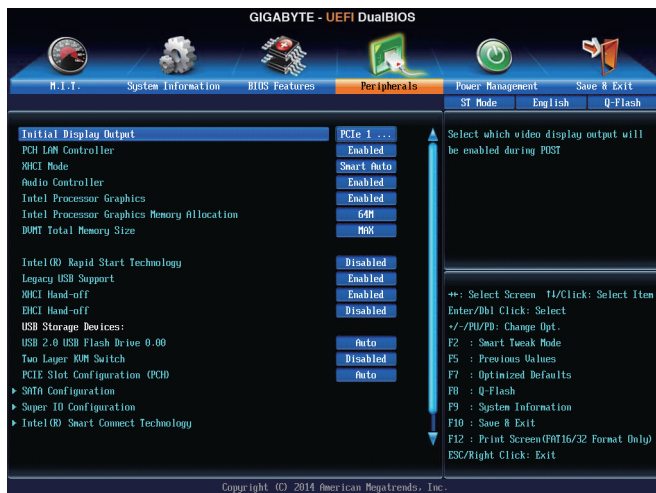 GIGABYTE - UEFI DualBIOS
M.I.T. System Information BIOS Features Peripherals Power Management Save & Exit
ST Mode English Q-Flash
Initial Display Output PCIe 1 ...
PCH LAN Controller Enabled
XHCI Mode Smart Auto
Audio Controller Enabled
Intel Processor Graphics Enabled
Intel Processor Graphics Memory Allocation 64M
DVMT Total Memory Size MAX
Intel(R) Rapid Start Technology Disabled
Legacy USB Support Enabled
XHCI Hand-off Enabled
EHCI Hand-off Disabled
USB Storage Devices:
USB 2.0 USB Flash Drive 0.00 Auto
Two Layer KVM Switch Disabled
PCIE Slot Configuration (PCH) Auto
SATA Configuration
Super IO Configuration
Intel(R) Smart Connect Technology
Select which video display output will
be enabled during POST
↔: Select Screen ↑↓/Click: Select Item
Enter/Dbl Click: Select
+/-/PU/PD: Change Opt.
F2 : Smart Tweak Mode
F5 : Previous Values
F7 : Optimized Defaults
F8 : Q-Flash
F9 : System Information
F10 : Save & Exit
F12 : Print Screen(FAT16/32 Format Only)
ESC/Right Click: Exit
Copyright (C) 2014 American Megatrends, Inc.